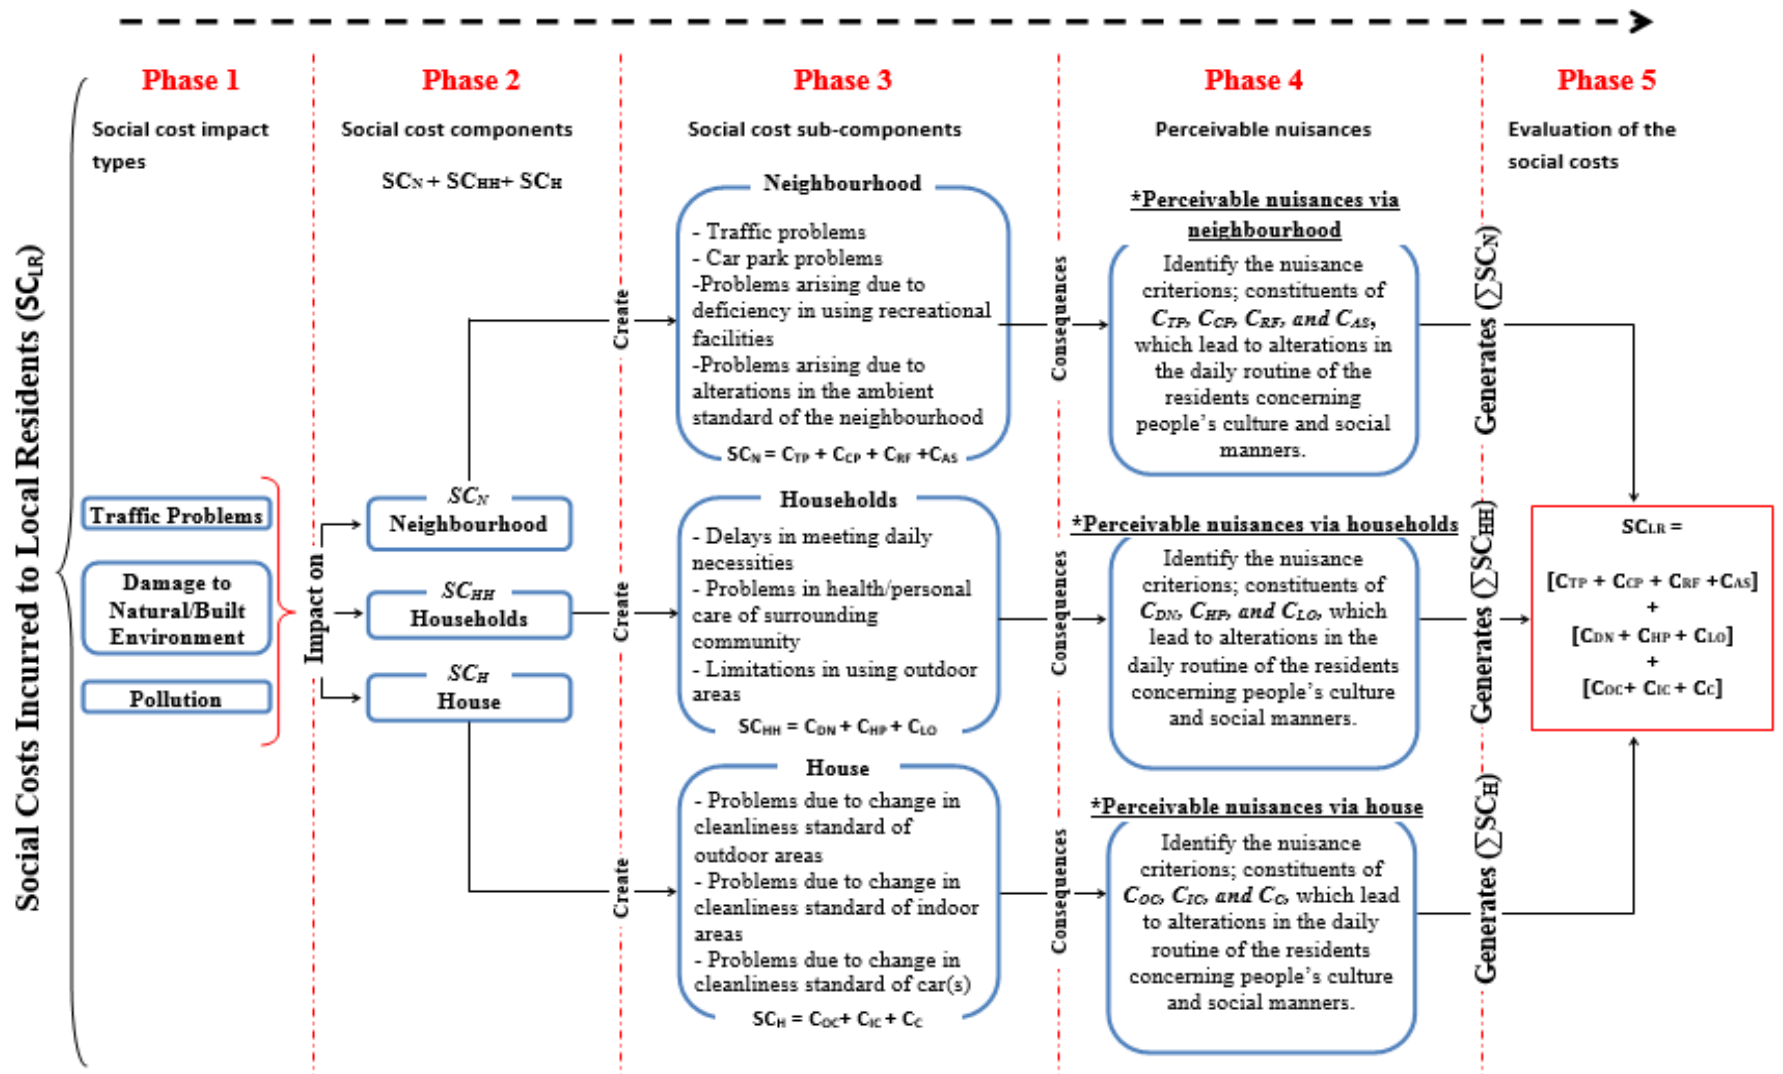 Social Costs Incurred to Local Residents (SCLR)
Phase 1
Social cost impact
types
Traffic Problems
Damage to
Natural/Built
Environment
Pollution
Impact on
Phase 2
Social cost components
SCN + SCHH+ SCH
SCN
Neighbourhood
SCHH
Households
SCH
House
Create
Create
Create
Phase 3
Social cost sub-components
Neighbourhood
- Traffic problems
- Car park problems
-Problems arising due to
deficiency in using recreational
facilities
-Problems arising due to
alterations in the ambient
standard of the neighbourhood
SCN = CTP + CCP + CRF +CAS
Households
- Delays in meeting daily
necessities
- Problems in health/personal
care of surrounding
community
- Limitations in using outdoor
areas
SCHH = CDN + CHP + CLO
House
- Problems due to change in
cleanliness standard of
outdoor areas
- Problems due to change in
cleanliness standard of indoor
areas
- Problems due to change in
cleanliness standard of car(s)
SCH = COC+ CIC + CC
Consequences
Consequences
Consequences
Phase 4
Perceivable nuisances
*Perceivable nuisances via
neighbourhood
Identify the nuisance
criterions; constituents of
CTP, CCP, CRF, and CAS,
which lead to alterations in
the daily routine of the
residents concerning
people's culture and social
manners.
*Perceivable nuisances via households
Identify the nuisance
criterions; constituents of
CDN, CHP, and CLO, which
lead to alterations in the
daily routine of the residents
concerning people's culture
and social manners.
*Perceivable nuisances via house
Identify the nuisance
criterions; constituents of
COC, CIC, and CC, which lead
to alterations in the daily
routine of the residents
concerning people's culture
and social manners.
Generates (∑SCN)
Generates (∑SCHH)
Generates (∑SCH)
Phase 5
Evaluation of the
social costs
SCLR =
[CTP + CCP + CRF +CAS]
+
[CDN + CHP + CLO]
+
[COC+ CIC + CC]